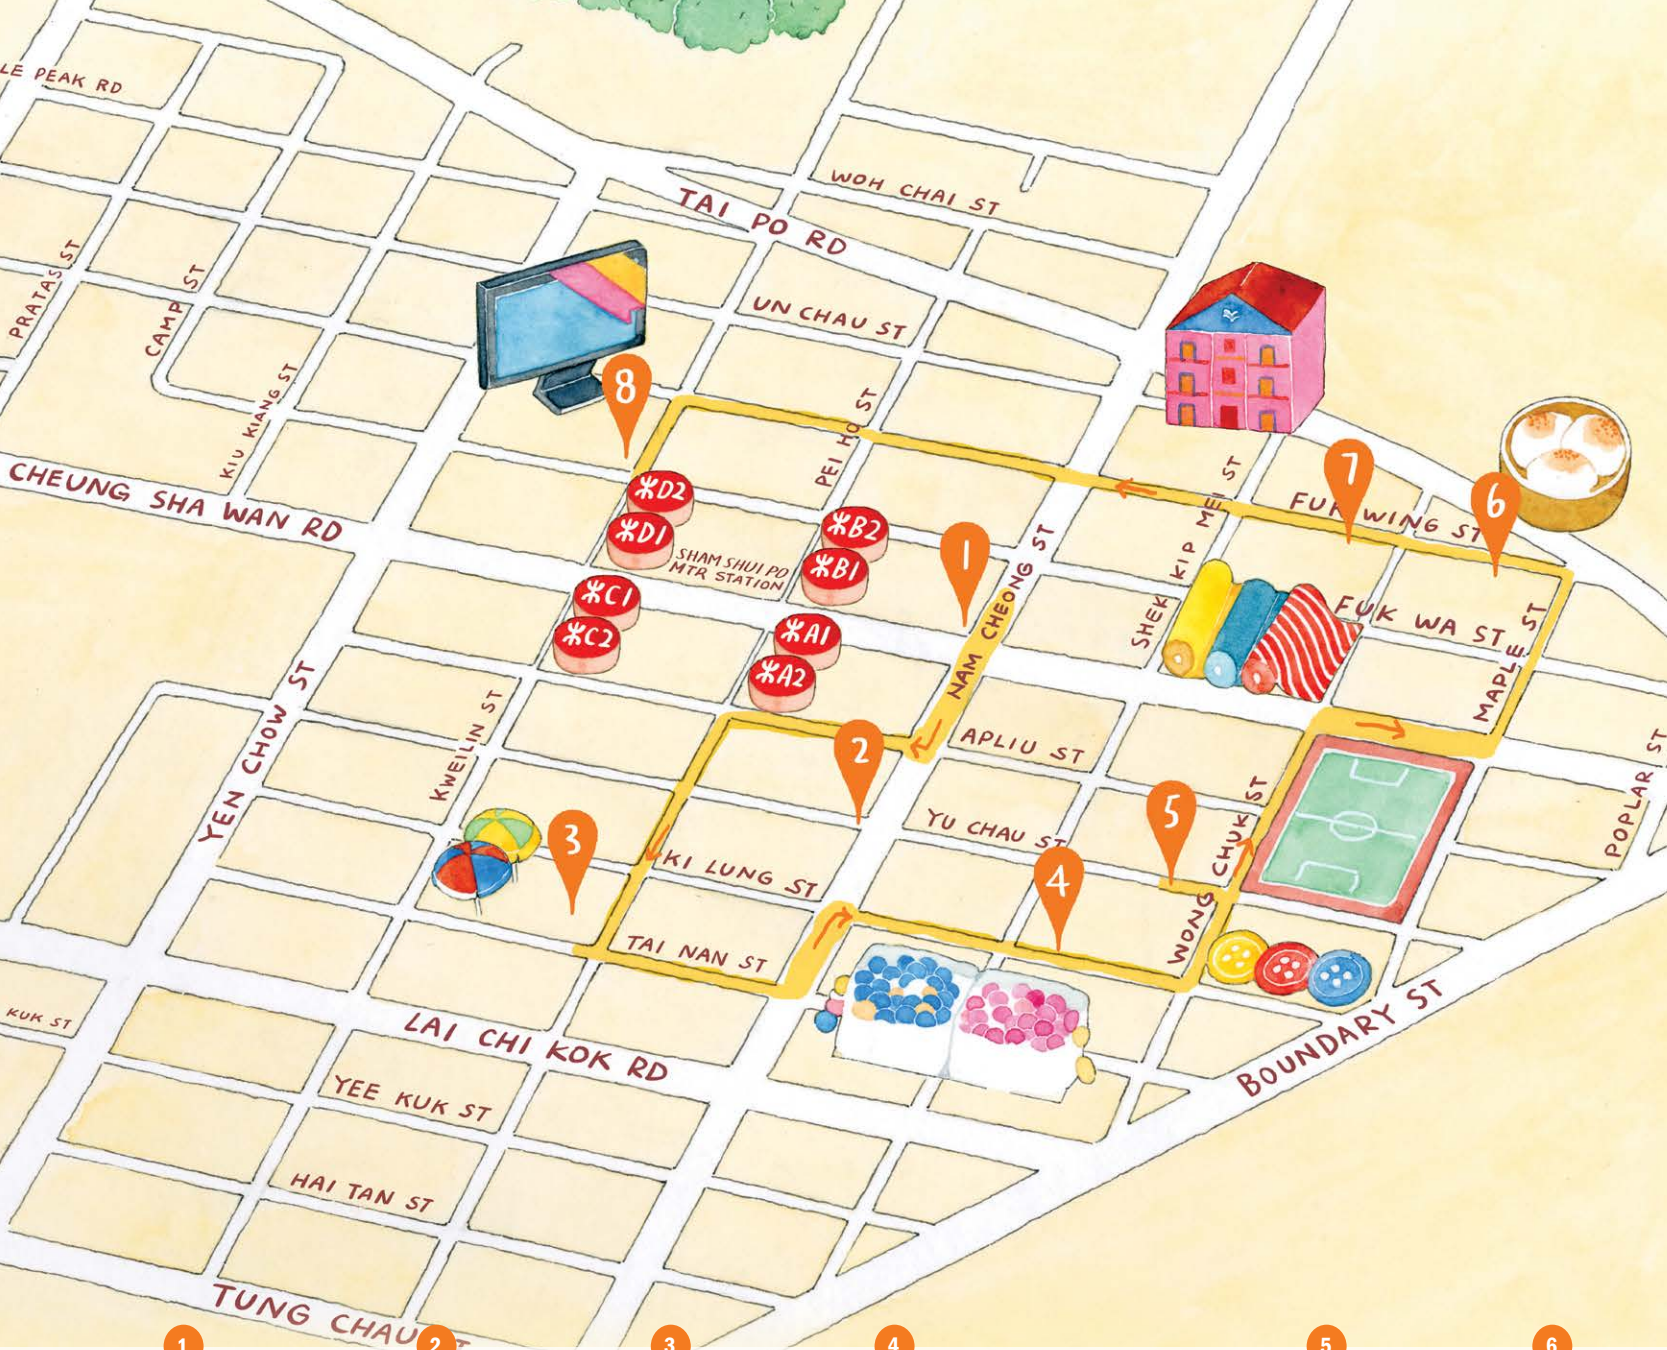 LE PEAK RD
WOH CHAI ST
TAI PO RD
PRATAS ST
CAMP ST
UN CHAU ST
KIU KIANG ST
8
PEI HO ST
7
6
CHEUNG SHA WAN RD
D2
D1
B2
B1
SHAM SHUI PO
MTR STATION
FUK WING ST
SHEK KIP MEI ST
1
NAM CHEONG ST
C1
C2
A1
A2
FUK WA ST
MAPLE ST
YEN CHOW ST
KWEILIN ST
2
APLIU ST
POPLAR ST
3
YU CHAU ST
5
WONG CHUK ST
4
KI LUNG ST
TAI NAN ST
KUK ST
LAI CHI KOK RD
BOUNDARY ST
YEE KUK ST
HAI TAN ST
TUNG CHAU ST
1
2
3
4
5
6